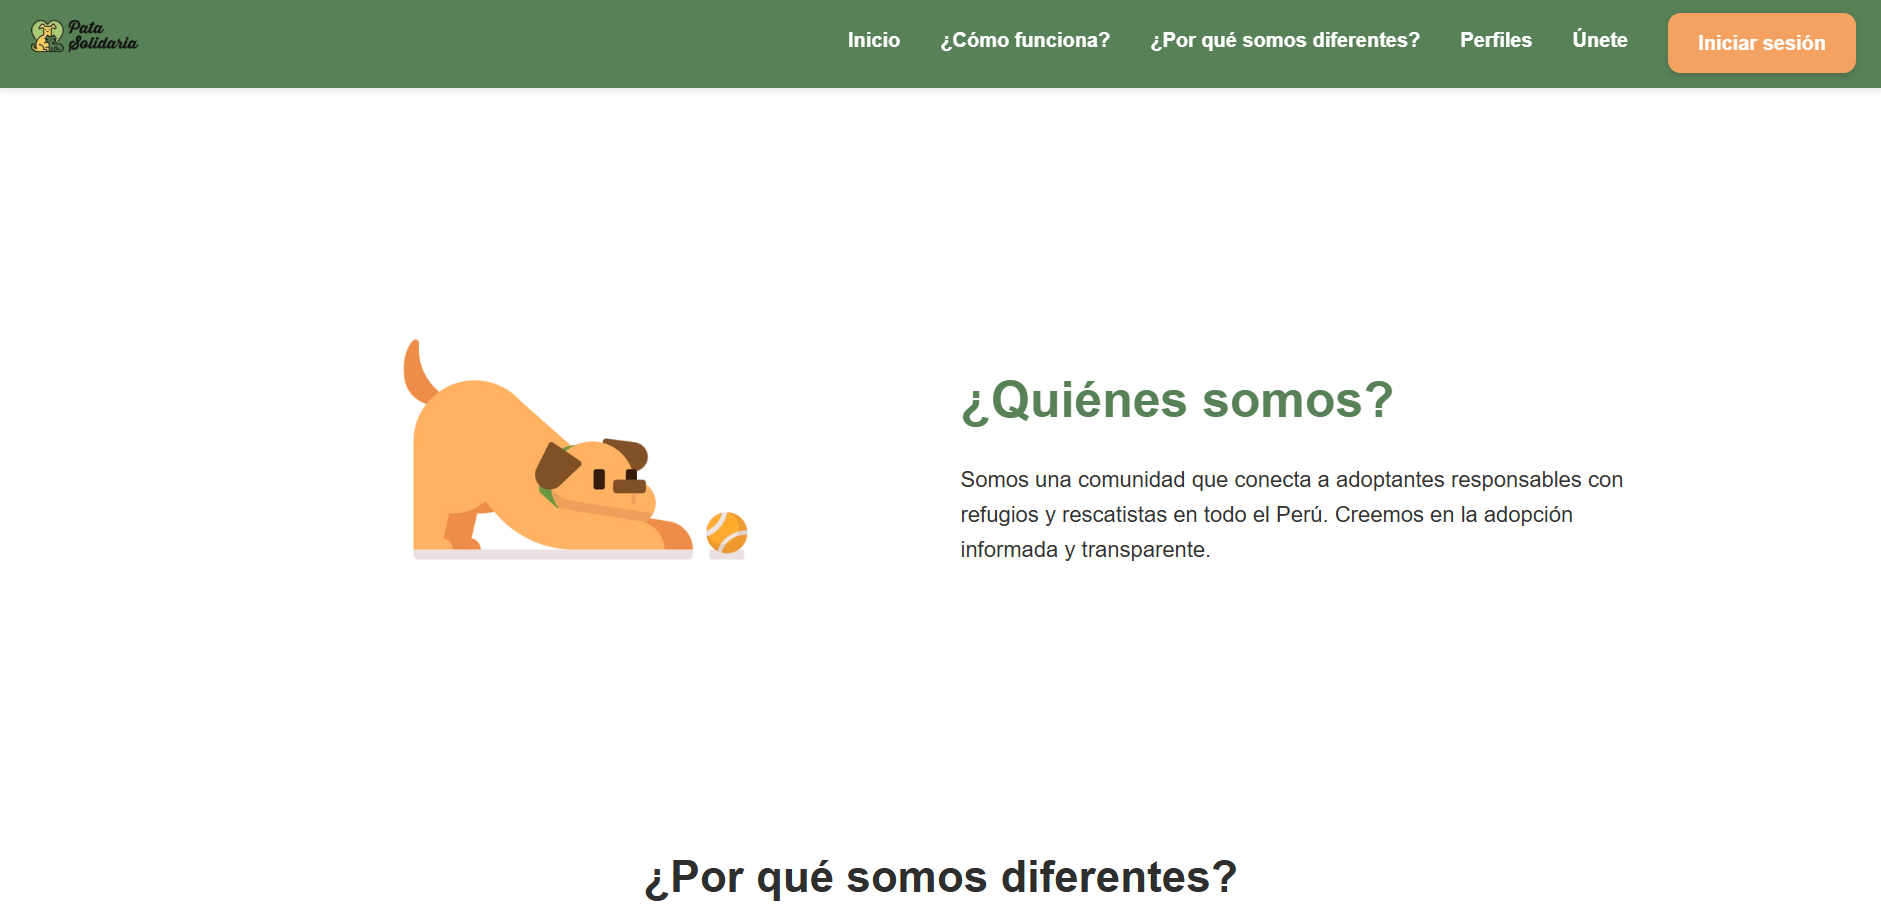 Pata
Solidaria
Inicio
¿Cómo funciona?
¿Por qué somos diferentes?
Perfiles
Únete
Iniciar sesión
¿Quiénes somos?
Somos una comunidad que conecta a adoptantes responsables con
refugios y rescatistas en todo el Perú. Creemos en la adopción
informada y transparente.
¿Por qué somos diferentes?